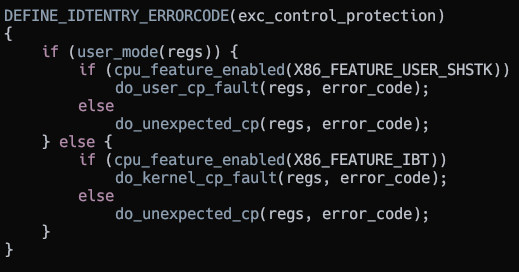 DEFINE_IDTENTRY_ERRORCODE(exc_control_protection)
{
    if (user_mode(regs)) {
        if (cpu_feature_enabled(X86_FEATURE_USER_SHSTK))
            do_user_cp_fault(regs, error_code);
        else
            do_unexpected_cp(regs, error_code);
    } else {
        if (cpu_feature_enabled(X86_FEATURE_IBT))
            do_kernel_cp_fault(regs, error_code);
        else
            do_unexpected_cp(regs, error_code);
    }
}